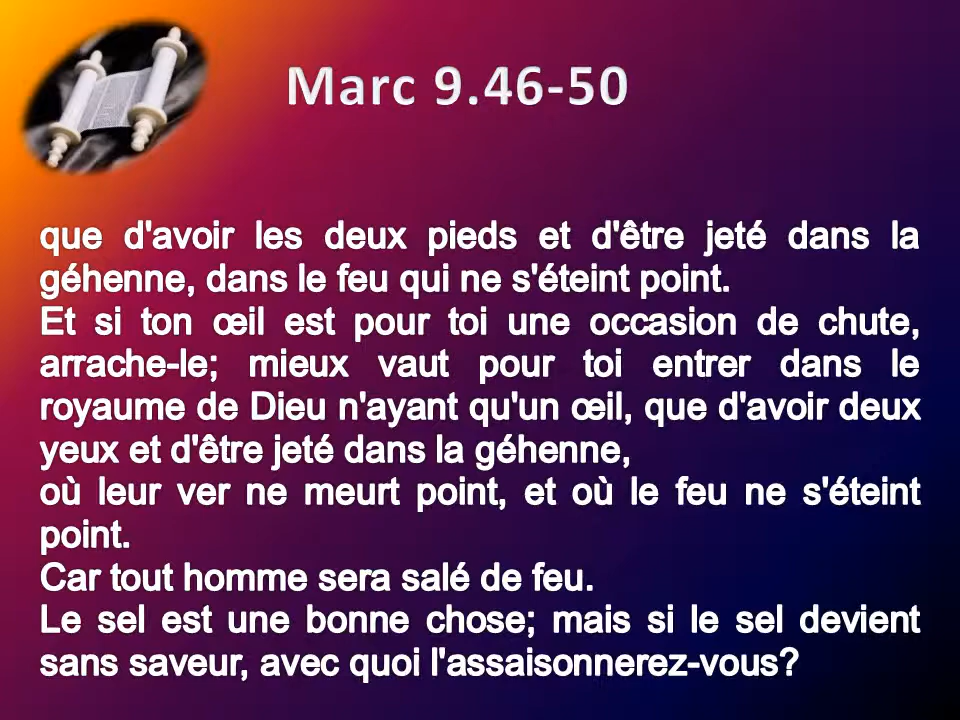 Marc 9.46-50
que d'avoir les deux pieds et d'être jeté dans la
géhenne, dans le feu qui ne s'éteint point.
Et si ton œil est pour toi une occasion de chute,
arrache-le; mieux vaut pour toi entrer dans le
royaume de Dieu n'ayant qu'un œil, que d'avoir deux
yeux et d'être jeté dans la géhenne,
où leur ver ne meurt point, et où le feu ne s'éteint
point.
Car tout homme sera salé de feu.
Le sel est une bonne chose; mais si le sel devient
sans saveur, avec quoi l'assaisonnerez-vous?